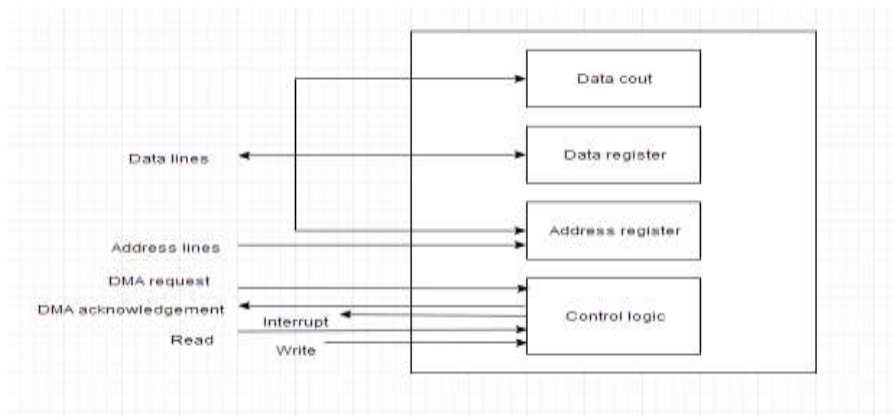 Data cout
Data lines
Data register
Address register
Address lines
DMA request
DMA acknowledgement
Control logic
Interrupt
Read
Write